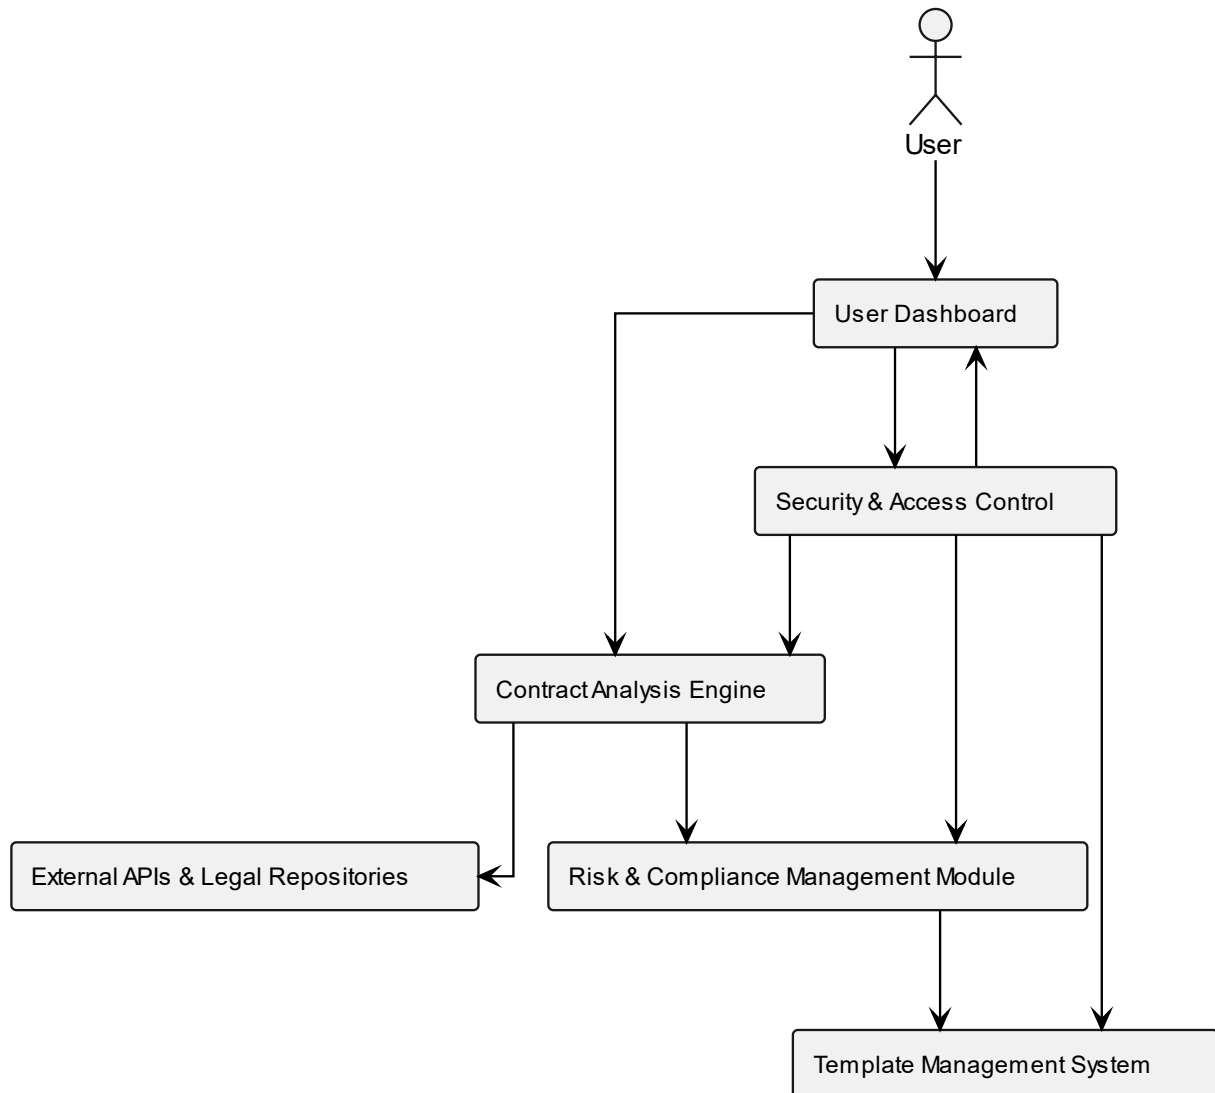 User
User Dashboard
Security & Access Control
Contract Analysis Engine
External APIs & Legal Repositories
Risk & Compliance Management Module
Template Management System